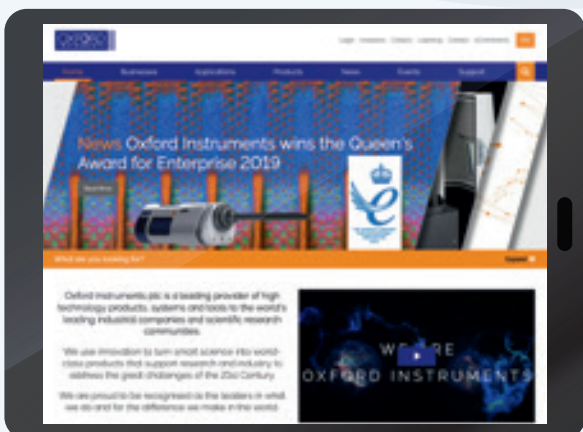 OXFORD
Login Investors Careers Learning Contact eCommerce
Home Businesses Applications Products News Events Support
News Oxford Instruments wins the Queen's
Award for Enterprise 2019
Read More
What are you looking for?
Expand
Oxford Instruments plc is a leading provider of high
technology products, systems and tools to the world's
leading industrial companies and scientific research
communities.
We use innovation to turn smart science into world-
class products that support research and industry to
address the great challenges of the 21st Century.
We are proud to be recognised as the leaders in what
we do and for the difference we make in the world.
WE ARE
OXFORD INSTRUMENTS